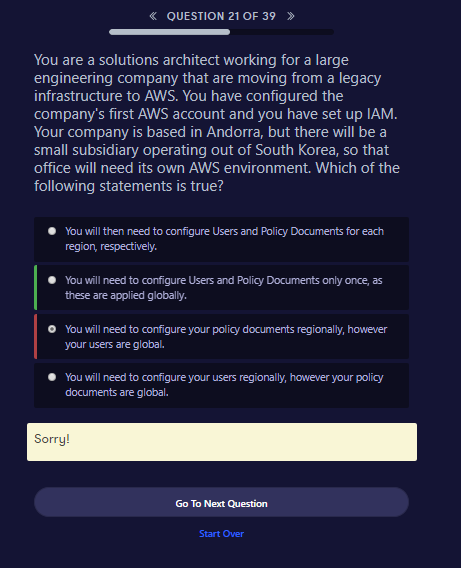 « QUESTION 21 OF 39 »
You are a solutions architect working for a large
engineering company that are moving from a legacy
infrastructure to AWS. You have configured the
company's first AWS account and you have set up IAM.
Your company is based in Andorra, but there will be a
small subsidiary operating out of South Korea, so that
office will need its own AWS environment. Which of the
following statements is true?
You will then need to configure Users and Policy Documents for each
region, respectively.
You will need to configure Users and Policy Documents only once, as
these are applied globally.
You will need to configure your policy documents regionally, however
your users are global.
You will need to configure your users regionally, however your policy
documents are global.
Sorry!
Go To Next Question
Start Over